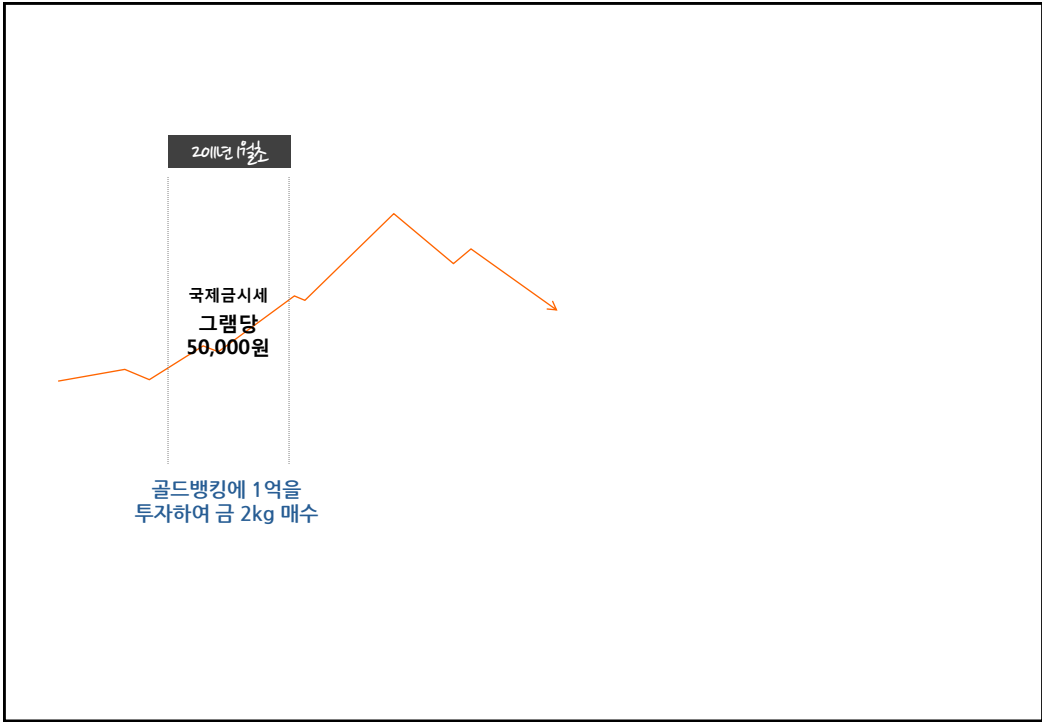 2011년 1월초
국제금시세
그램당
50,000원
골드뱅킹에 1억을
투자하여 금 2kg 매수